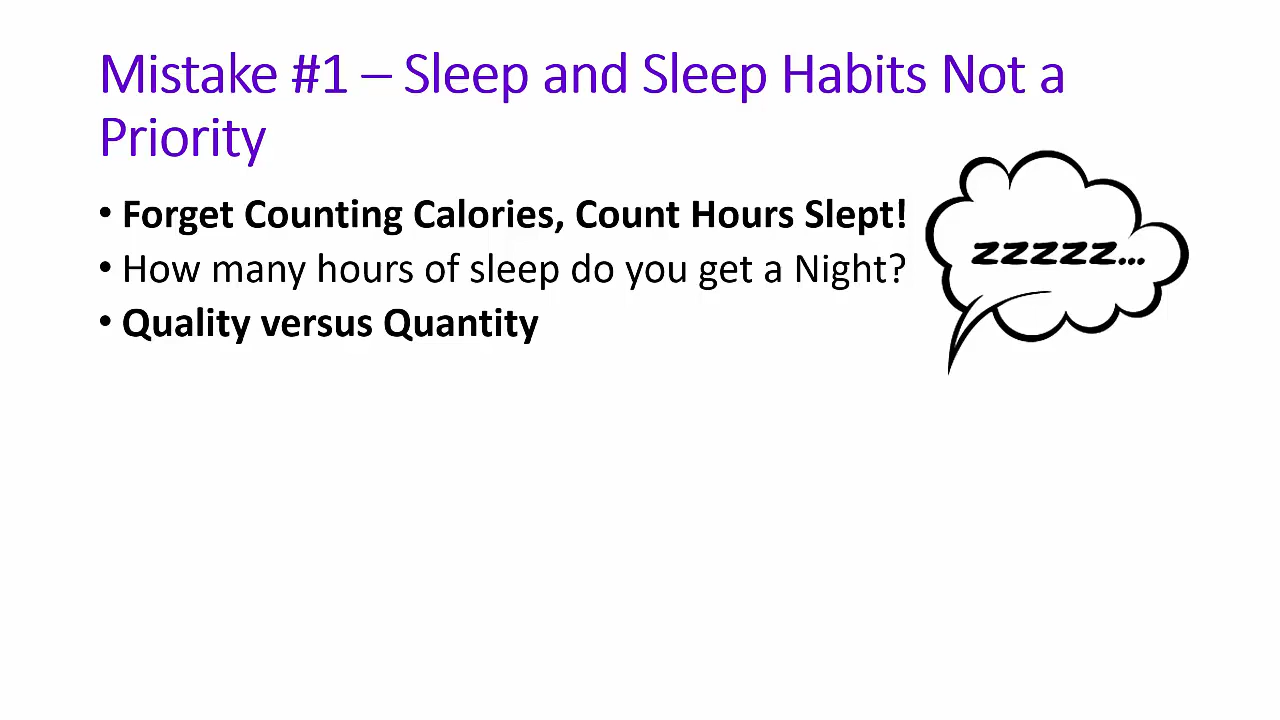 Mistake #1 – Sleep and Sleep Habits Not a
Priority
• Forget Counting Calories, Count Hours Slept!
• How many hours of sleep do you get a Night?
• Quality versus Quantity
zzzzz...